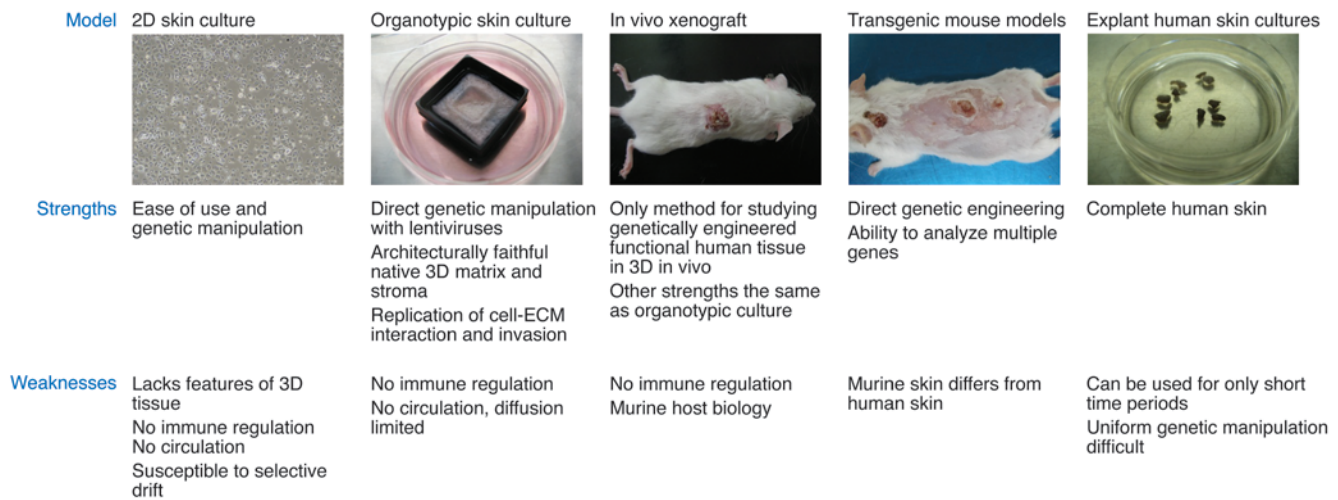 Model
2D skin culture
Organotypic skin culture
In vivo xenograft
Transgenic mouse models
Explant human skin cultures
Strengths
Ease of use and
genetic manipulation
Direct genetic manipulation
with lentiviruses
Architecturally faithful
native 3D matrix and
stroma
Replication of cell-ECM
interaction and invasion
Only method for studying
genetically engineered
functional human tissue
in 3D in vivo
Other strengths the same
as organotypic culture
Direct genetic engineering
Ability to analyze multiple
genes
Complete human skin
Weaknesses
Lacks features of 3D
tissue
No immune regulation
No circulation
Susceptible to selective
drift
No immune regulation
No circulation, diffusion
limited
No immune regulation
Murine host biology
Murine skin differs from
human skin
Can be used for only short
time periods
Uniform genetic manipulation
difficult